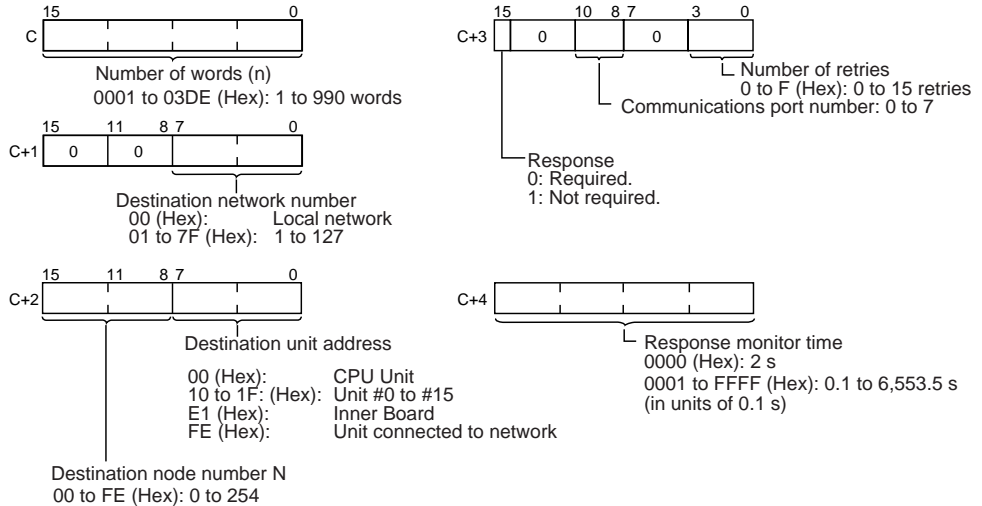 15 0
C
Number of words (n)
0001 to 03DE (Hex): 1 to 990 words
15 11 8 7 0
C+1 0 0
Destination network number
00 (Hex): Local network
01 to 7F (Hex): 1 to 127
15 11 8 7 0
C+2
Destination unit address
00 (Hex): CPU Unit
10 to 1F: (Hex): Unit #0 to #15
E1 (Hex): Inner Board
FE (Hex): Unit connected to network
Destination node number N
00 to FE (Hex): 0 to 254
15 10 8 7 3 0
C+3 0 0
Number of retries
0 to F (Hex): 0 to 15 retries
Communications port number: 0 to 7
Response
0: Required.
1: Not required.
C+4
Response monitor time
0000 (Hex): 2 s
0001 to FFFF (Hex): 0.1 to 6,553.5 s
(in units of 0.1 s)